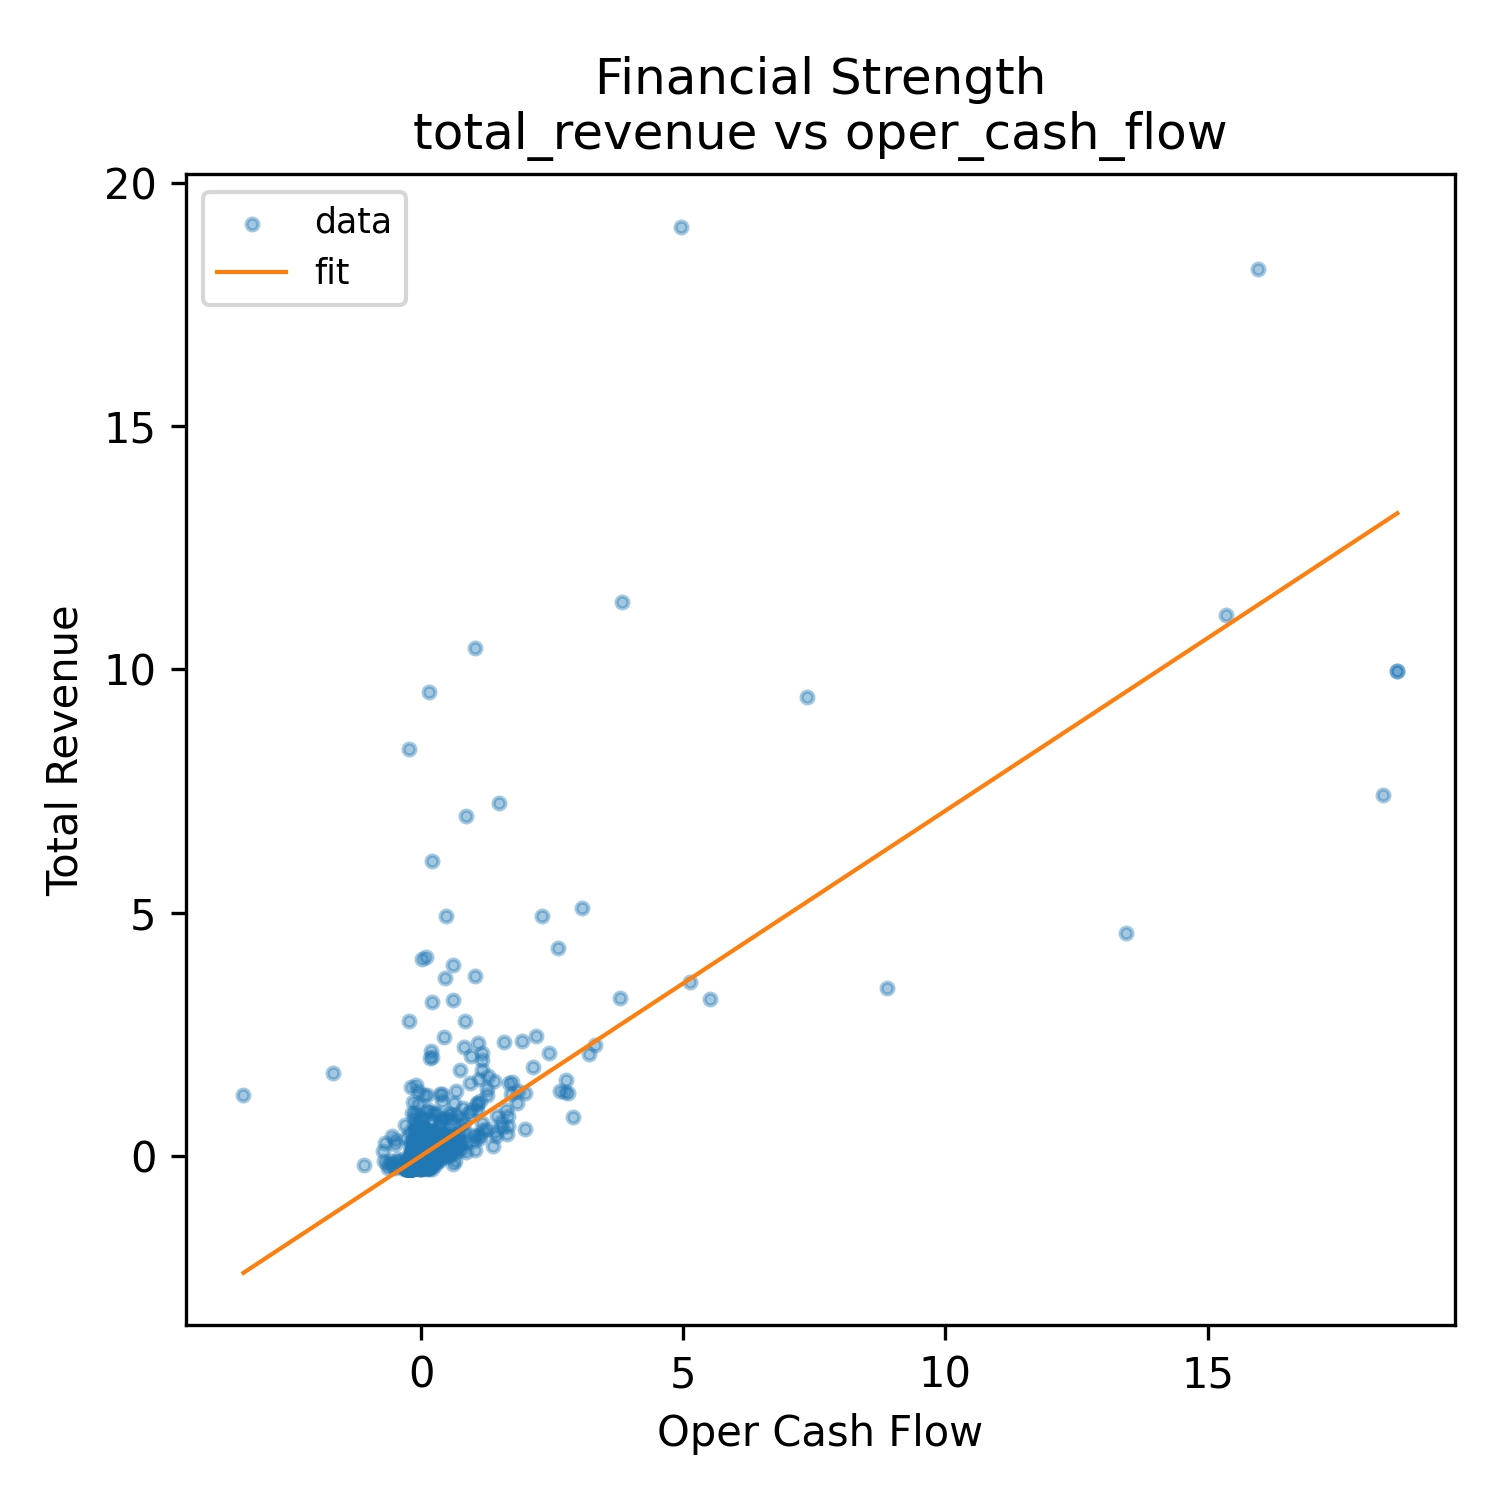 Financial Strength
total_revenue vs oper_cash_flow
data
fit
20
15
10
5
0
Total Revenue
0
5
10
15
Oper Cash Flow